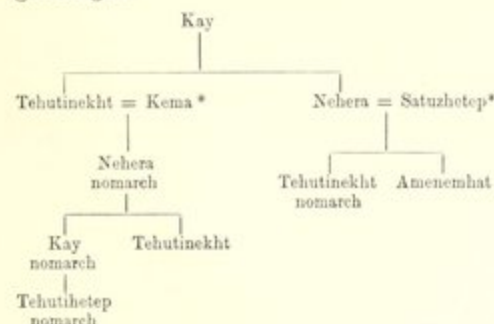 Kay
Tehutinekht = Kema * Nehera = Satuzhetep*
Nehera
nomarch
Tehutinekht Amenemhat
nomarch
Kay Tehutinekht
nomarch
Tehutihetep
nomarch